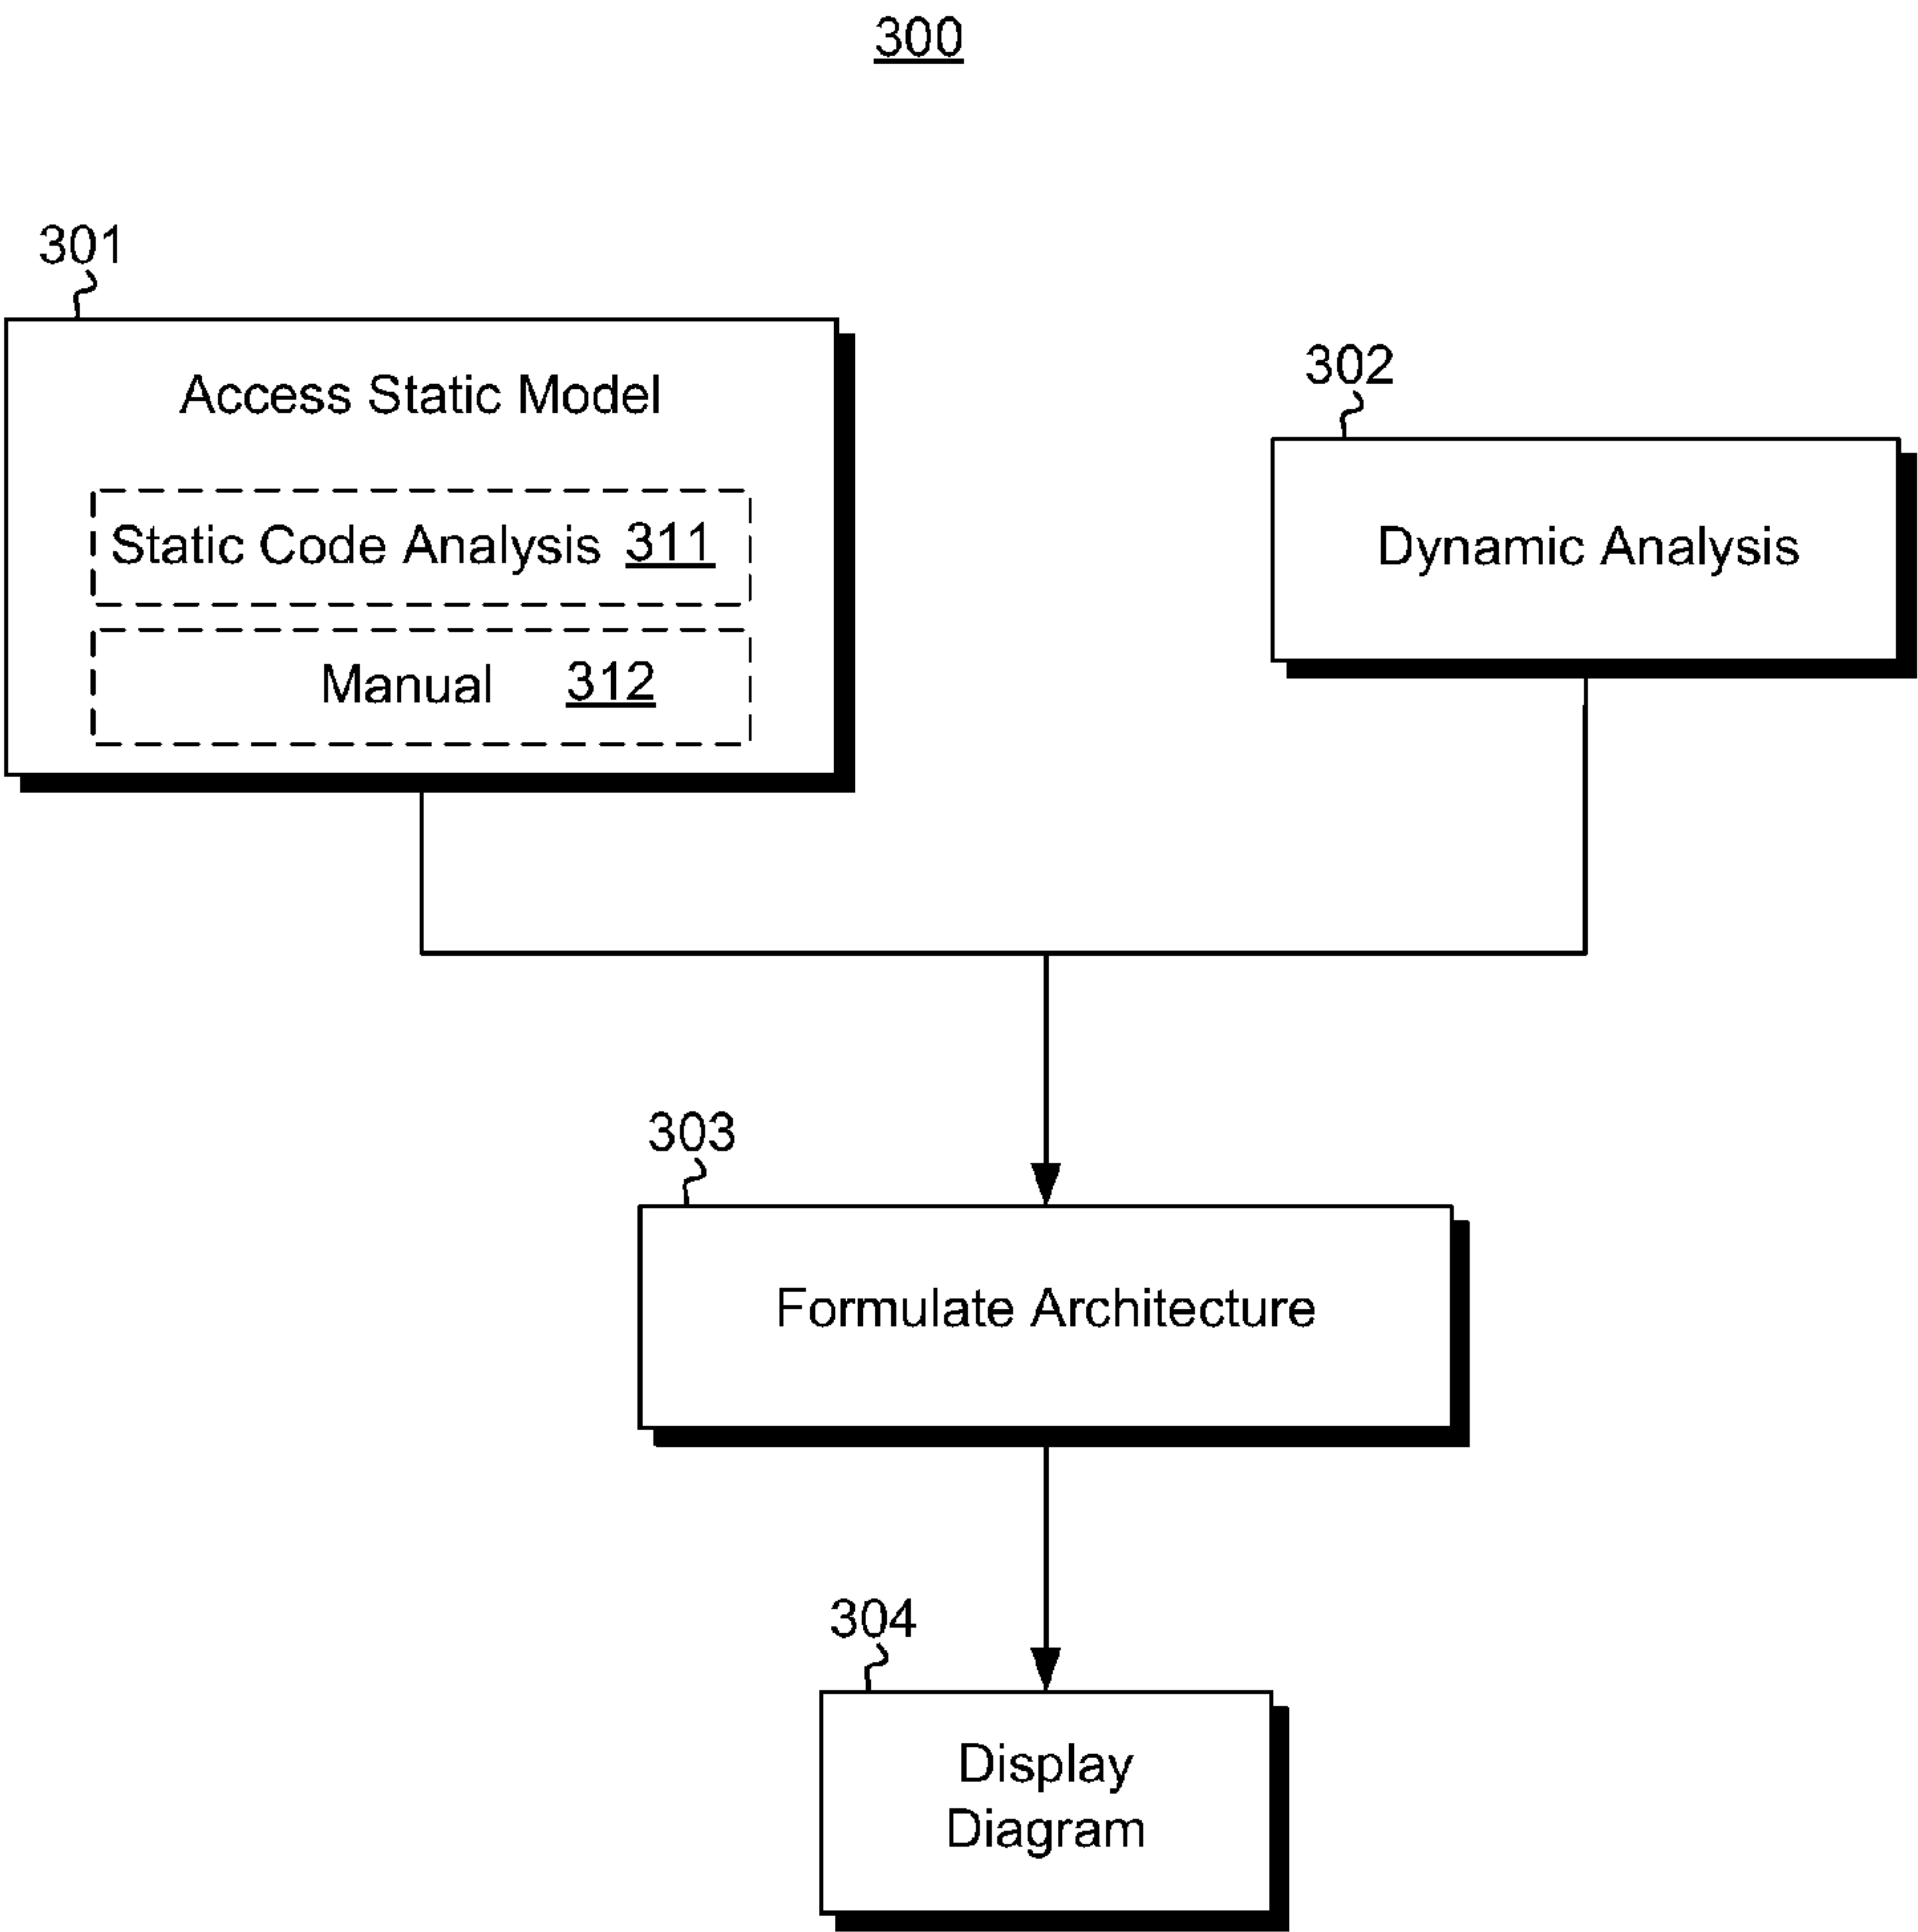 300
301
Access Static Model
Static Code Analysis 311
Manual 312
302
Dynamic Analysis
303
Formulate Architecture
304
Display
Diagram